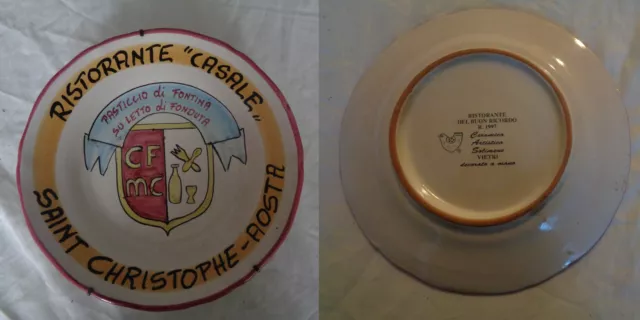 RISTORANTE "CASALE"
PASTICCIO di FONTINA
SU LETTO di FONDUTA
CF
MC
SAINT CHRISTOPHE-AOSTA
RISTORANTE
DEL BUON RICORDO
R. 1997
Ceramica
Artistica
Solimene
VIETRI
decorato a mano